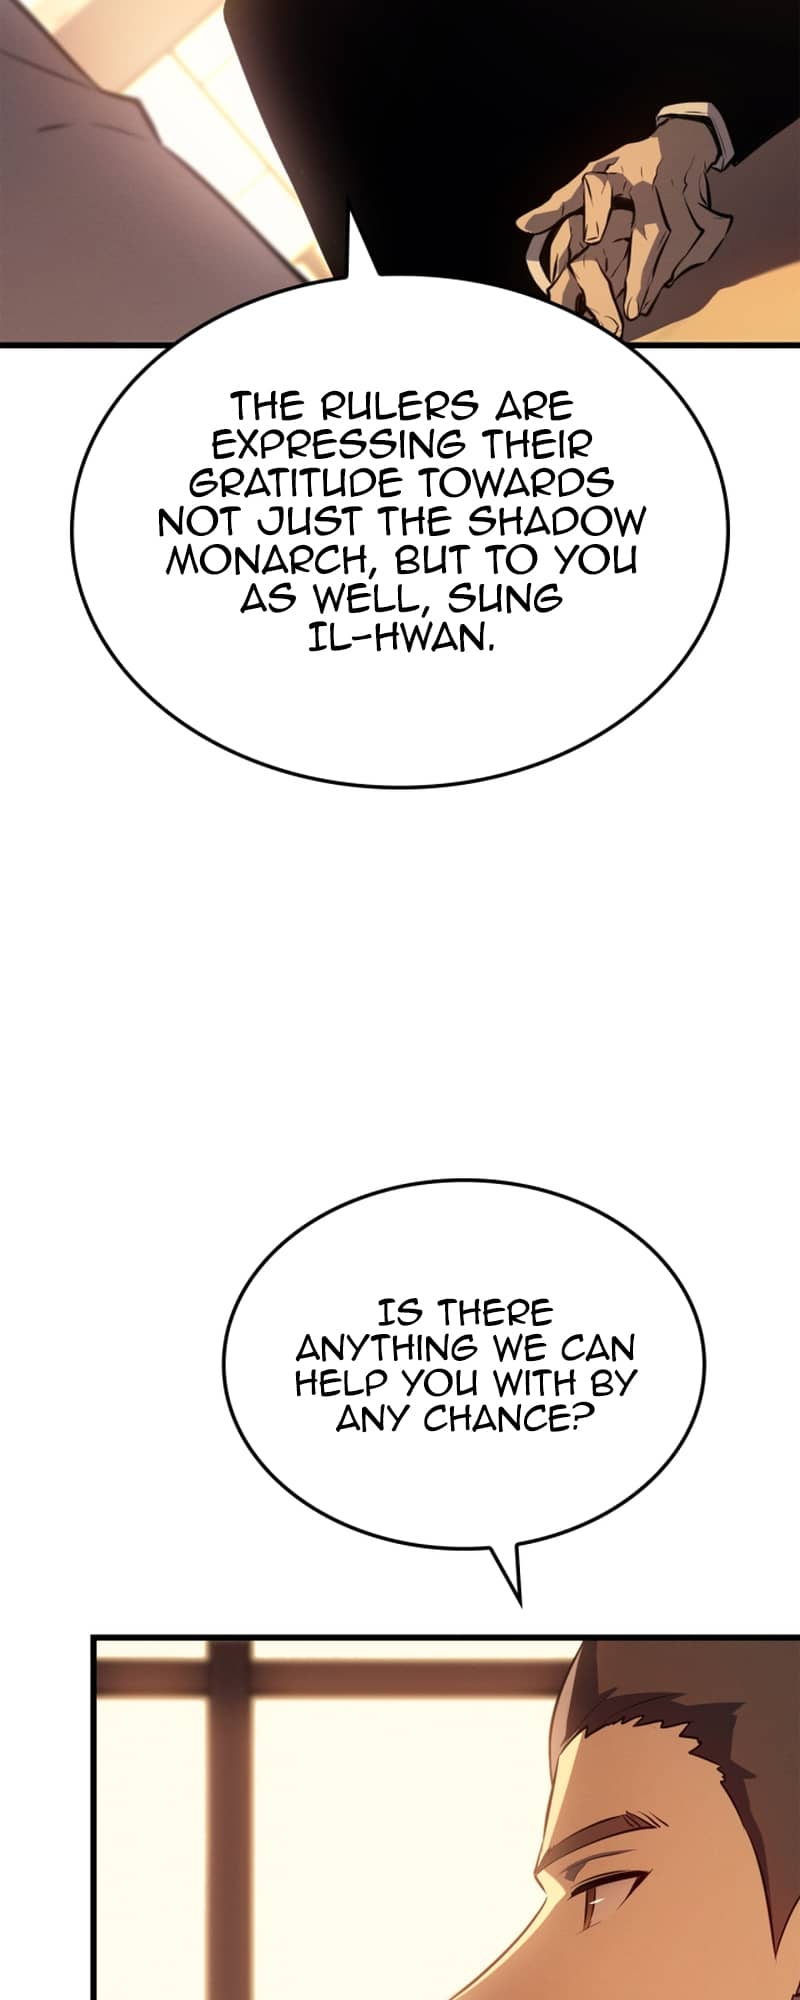 THE RULERS ARE
EXPRESSING THEIR
GRATITUDE TOWARDS
NOT JUST THE SHADOW
MONARCH, BUT TO YOU
AS WELL, SUNG
IL-HWAN.
IS THERE
ANYTHING WE CAN
HELP YOU WITH BY
ANY CHANCE?